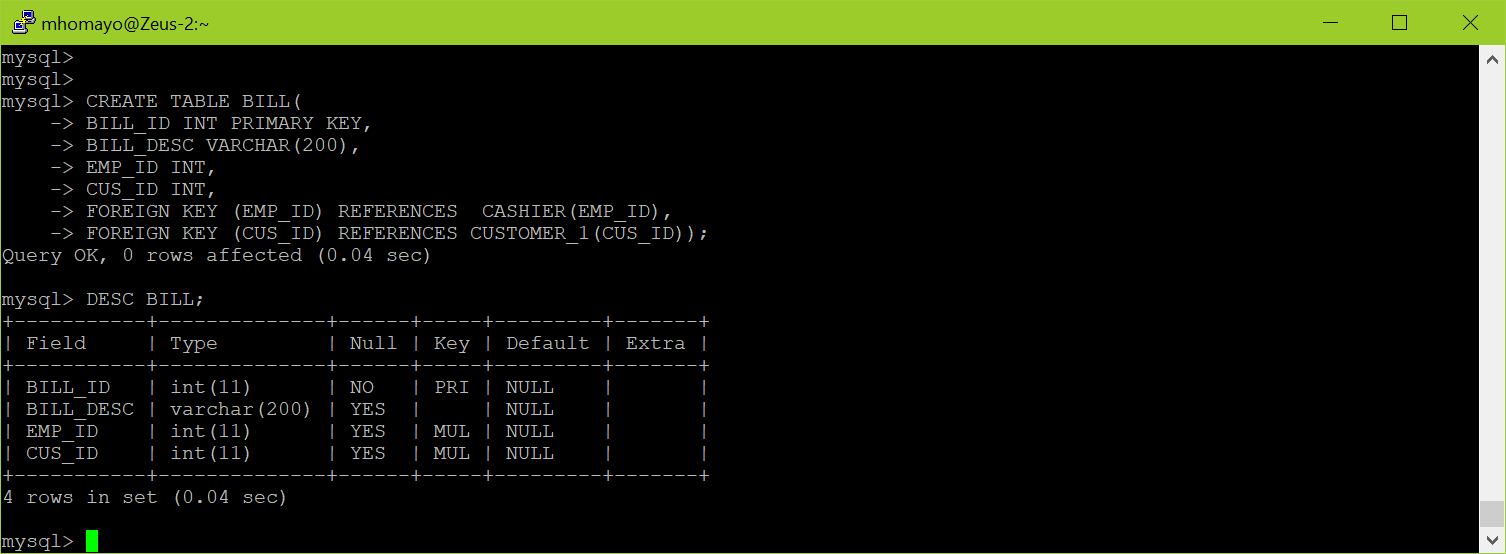 mhomayo@Zeus-2:~
mysql>
mysql>
mysql> CREATE TABLE BILL(
    -> BILL_ID INT PRIMARY KEY,
    -> BILL_DESC VARCHAR(200),
    -> EMP_ID INT,
    -> CUS_ID INT,
    -> FOREIGN KEY (EMP_ID) REFERENCES  CASHIER(EMP_ID),
    -> FOREIGN KEY (CUS_ID) REFERENCES CUSTOMER_1(CUS_ID));
Query OK, 0 rows affected (0.04 sec)

mysql> DESC BILL;
+-----------+--------------+------+-----+---------+-------+
| Field     | Type         | Null | Key | Default | Extra |
+-----------+--------------+------+-----+---------+-------+
| BILL_ID   | int(11)      | NO   | PRI | NULL    |       |
| BILL_DESC | varchar(200) | YES  |     | NULL    |       |
| EMP_ID    | int(11)      | YES  | MUL | NULL    |       |
| CUS_ID    | int(11)      | YES  | MUL | NULL    |       |
+-----------+--------------+------+-----+---------+-------+
4 rows in set (0.04 sec)

mysql>